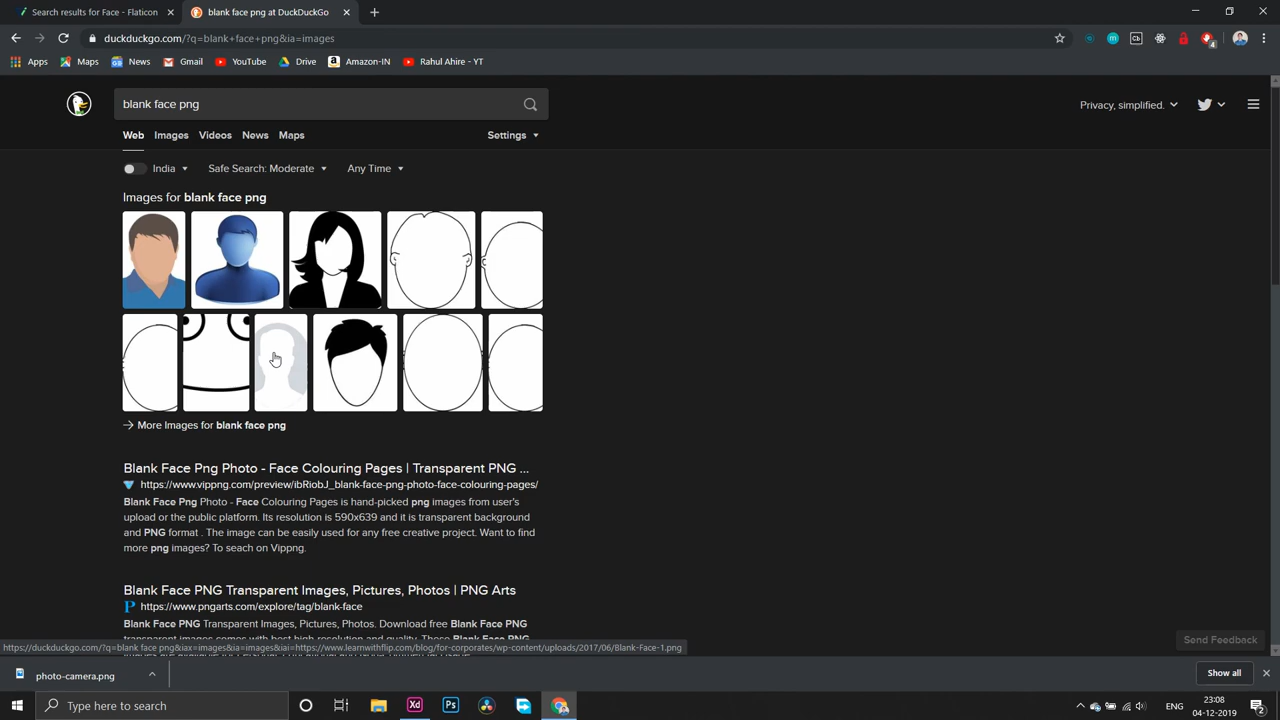 Search results for Face - Flaticon
blank face png at DuckDuckGo
duckduckgo.com/?q=blank+face+png&ia=images
Apps Maps News Gmail YouTube Drive Amazon-IN Rahul Ahire - YT
blank face png
Privacy, simplified.
Web Images Videos News Maps Settings
India Safe Search: Moderate Any Time
Images for blank face png
More Images for blank face png
Blank Face Png Photo - Face Colouring Pages | Transparent PNG ...
https://www.vippng.com/preview/ibRiobJ_blank-face-png-photo-face-colouring-pages/
Blank Face Png Photo - Face Colouring Pages is hand-picked png images from user's
upload or the public platform. Its resolution is 590x639 and it is transparent background
and PNG format . The image can be easily used for any free creative project. Want to find
more png images? To seach on Vippng.
Blank Face PNG Transparent Images, Pictures, Photos | PNG Arts
https://www.pngarts.com/explore/tag/blank-face
Blank Face PNG Transparent Images, Pictures, Photos. Download free Blank Face PNG
Send Feedback
https://duckduckgo.com/?q=blank face png&iax=images&ia=images&iai=https://www.learnwithflip.com/blog/for-corporates/wp-content/uploads/2017/06/Blank-Face-1.png
photo-camera.png
Show all
Type here to search
Xd Ps
ENG
23:08
04-12-2019
2